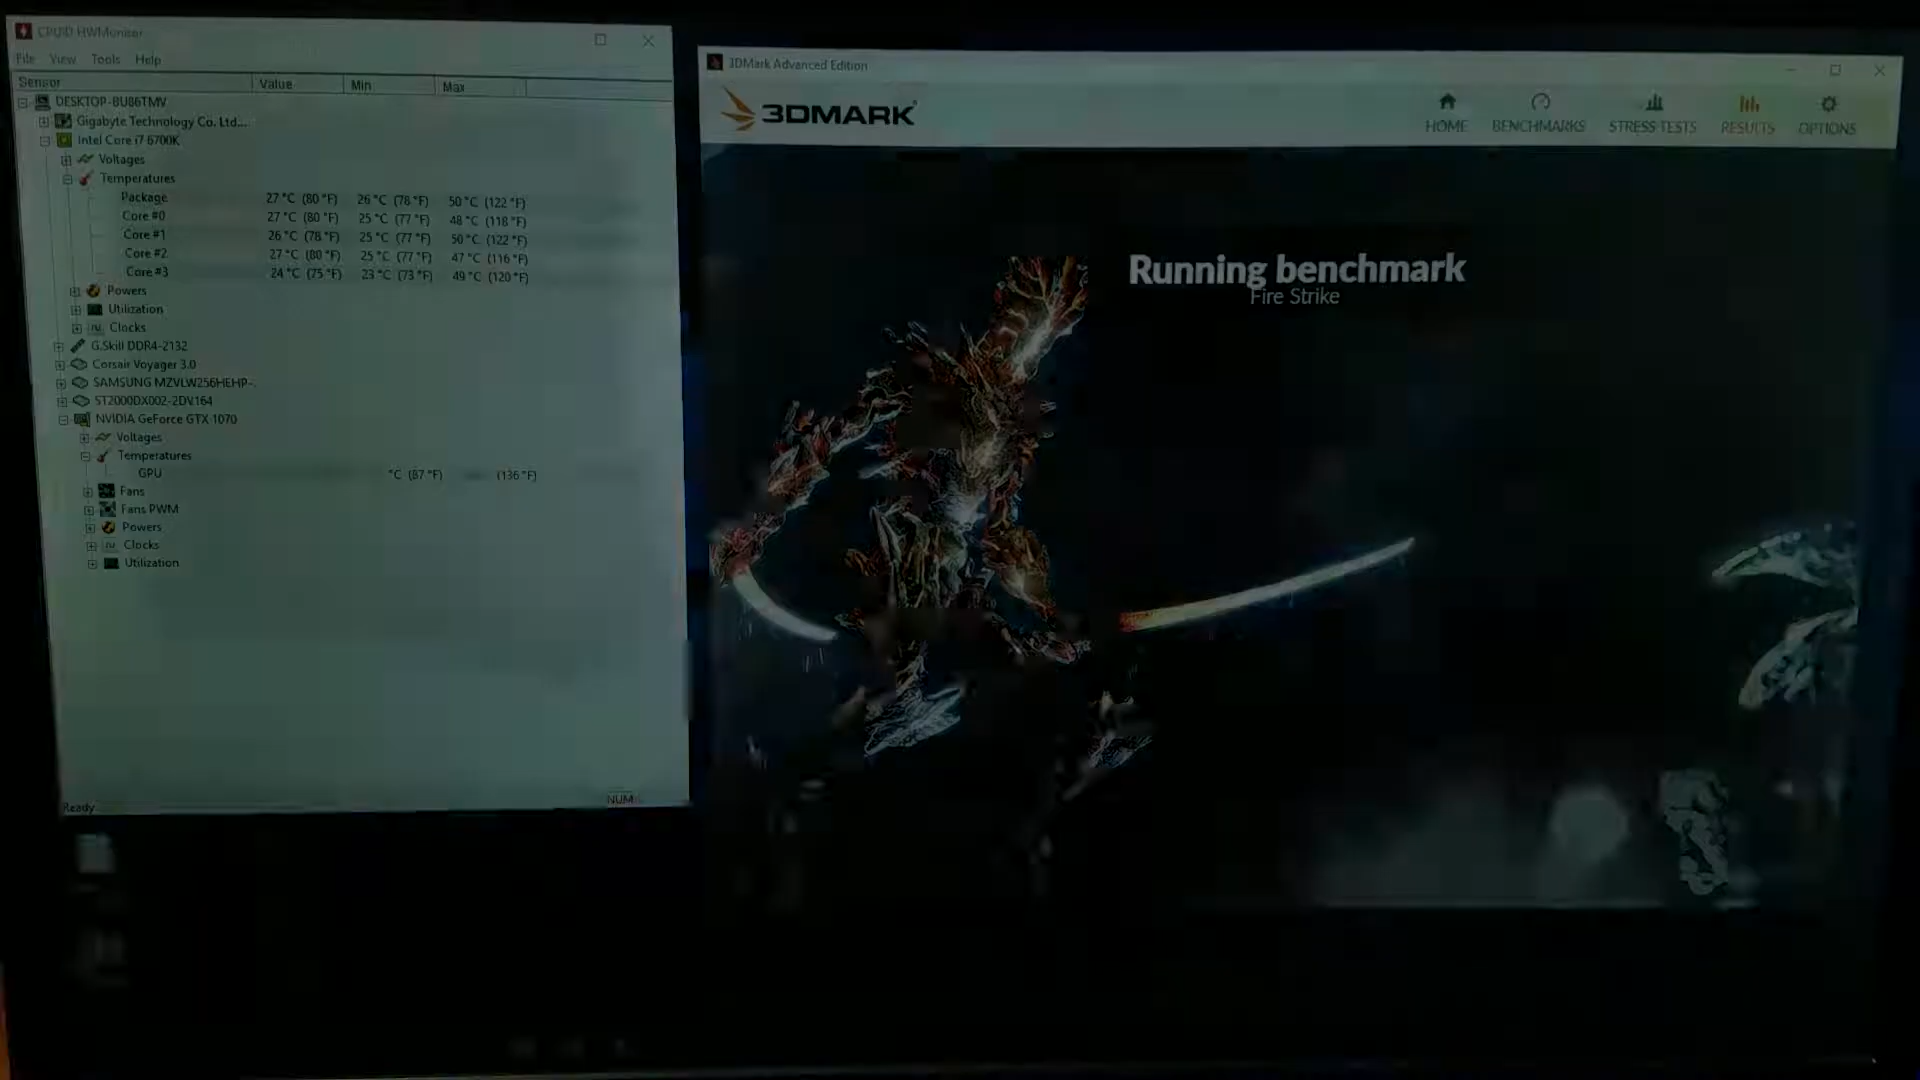 CPUID HWMonitor
File View Tools Help
Sensor Value Min Max
DESKTOP-8U86TMV
Gigabyte Technology Co. Ltd...
Intel Core i7 6700K
Voltages
Temperatures
Package 27 °C (80 °F) 26 °C (78 °F) 50 °C (122 °F)
Core #0 27 °C (80 °F) 25 °C (77 °F) 48 °C (118 °F)
Core #1 26 °C (78 °F) 25 °C (77 °F) 50 °C (122 °F)
Core #2 27 °C (80 °F) 25 °C (77 °F) 47 °C (116 °F)
Core #3 24 °C (75 °F) 23 °C (73 °F) 49 °C (120 °F)
Powers
Utilization
Clocks
G.Skill DDR4-2132
Corsair Voyager 3.0
SAMSUNG MZVLW256HEHP-...
ST2000DX002-2DV164
NVIDIA GeForce GTX 1070
Voltages
Temperatures
GPU °C (87 °F) (136 °F)
Fans
Fans PWM
Powers
Clocks
Utilization
Ready NUM
3DMark Advanced Edition
3DMARK
HOME BENCHMARKS STRESS TESTS RESULTS OPTIONS
Running benchmark
Fire Strike